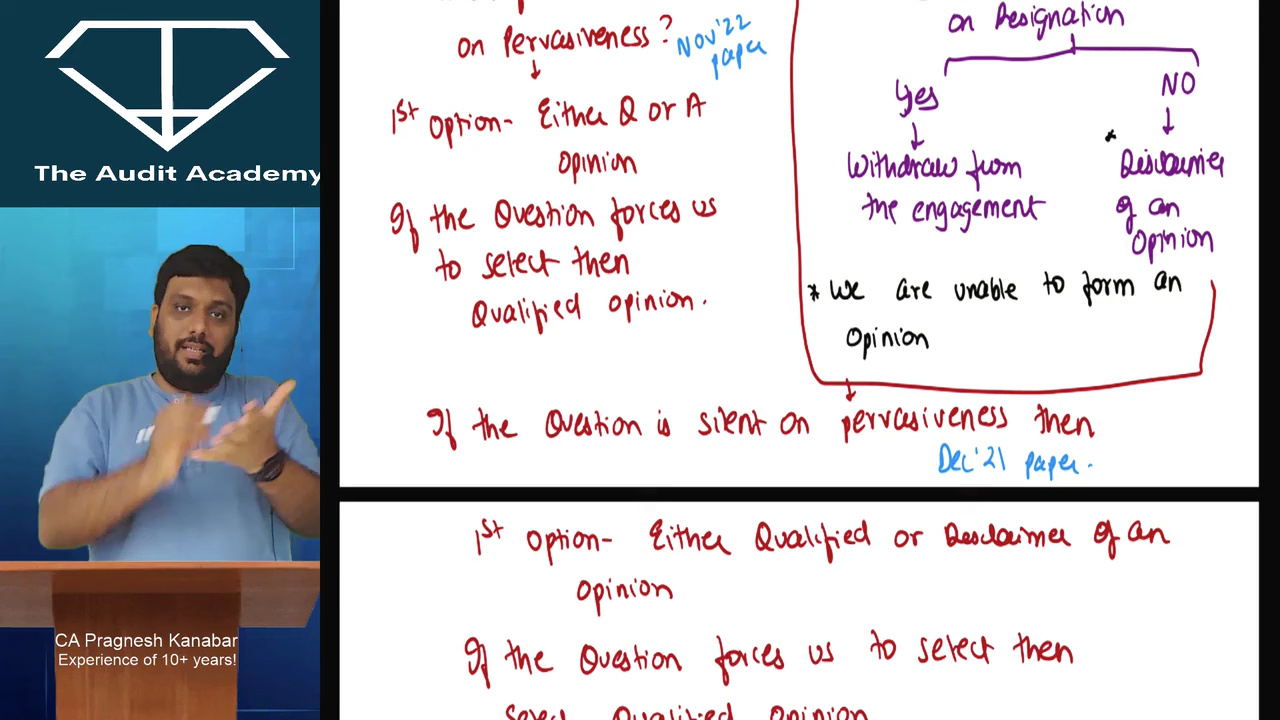 The Audit Academy
CA Pragnesh Kanabar
Experience of 10+ years!
on Pervasiveness?
Nov'22
paper
1st option- Either Q or A
opinion
If the Question forces us
to select then
Qualified opinion.
on Resignation
Yes
NO
Withdraw from
the engagement
* Disclaimer
of an
opinion
* We are unable to form an
opinion
If the Question is silent on pervasiveness then
Dec'21 paper.
1st option- Either Qualified or Disclaimer of an
opinion
If the Question forces us to select then
Select Qualified opinion